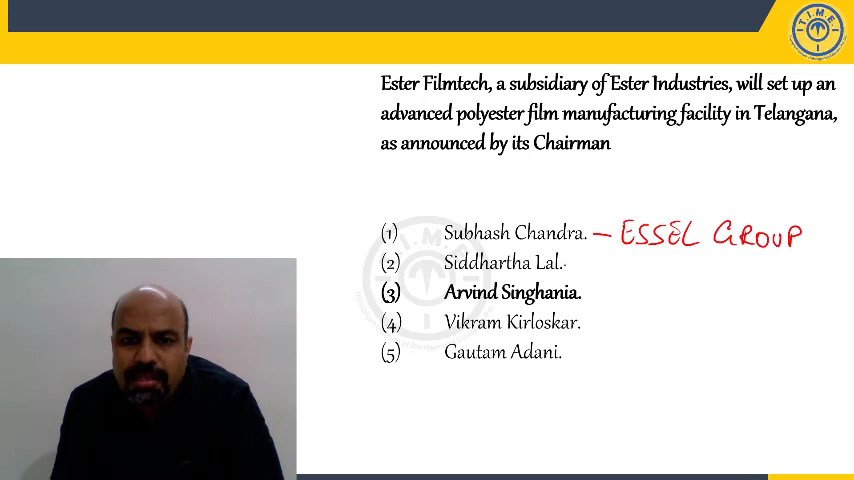 T.I.M.E.
Ester Filmtech, a subsidiary of Ester Industries, will set up an
advanced polyester film manufacturing facility in Telangana,
as announced by its Chairman
(1) Subhash Chandra. — ESSEL GROUP
(2) Siddhartha Lal.
(3) Arvind Singhania.
(4) Vikram Kirloskar.
(5) Gautam Adani.